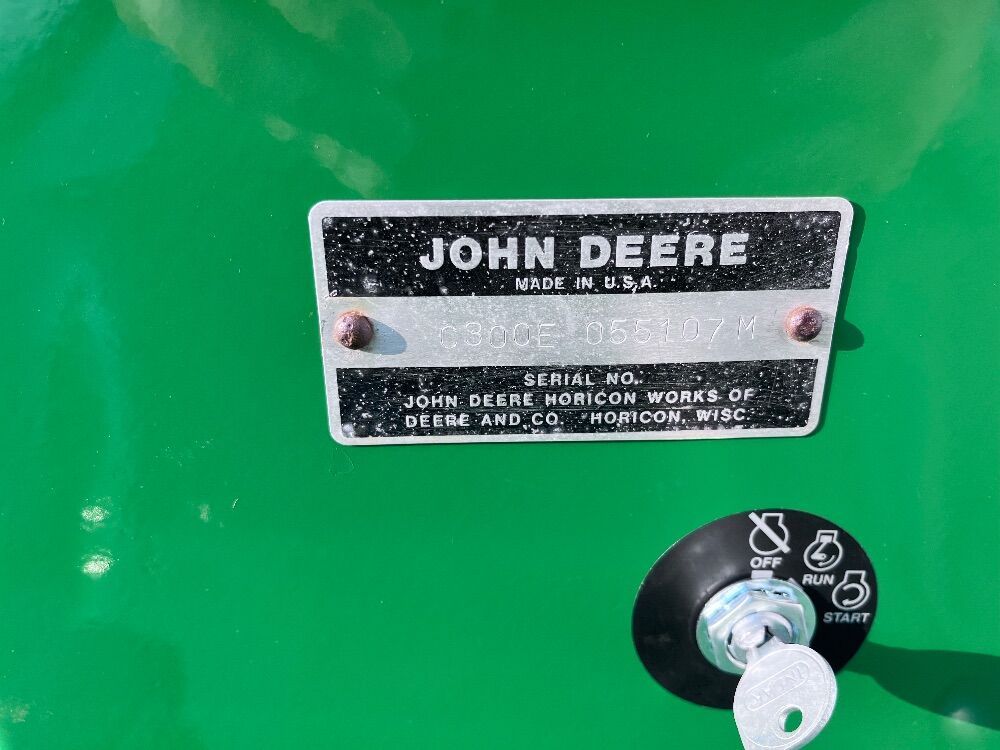 JOHN DEERE
MADE IN U.S.A.
C300E 055107 M
SERIAL NO.
JOHN DEERE HORICON WORKS OF
DEERE AND CO. HORICON, WISC.
OFF
RUN
START